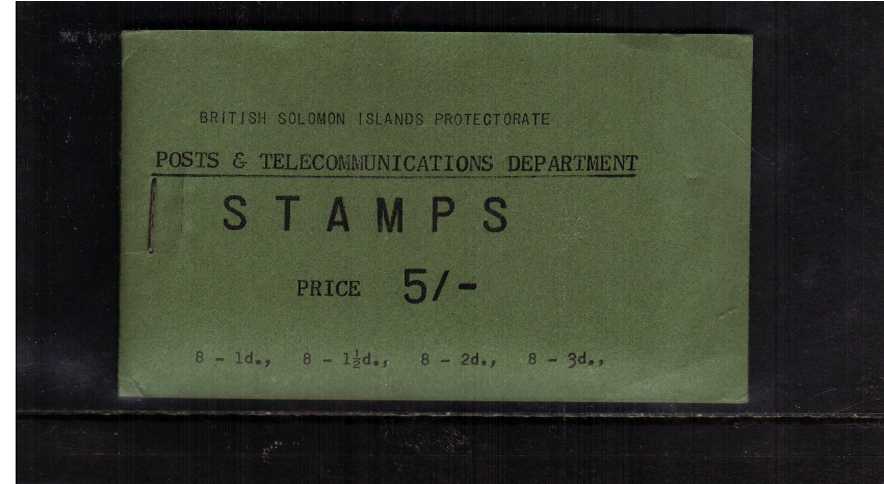 BRITISH SOLOMON ISLANDS PROTECTORATE
POSTS & TELECOMMUNICATIONS DEPARTMENT
STAMPS
PRICE 5/-
8 - 1d., 8 - 1½d., 8 - 2d., 8 - 3d.,